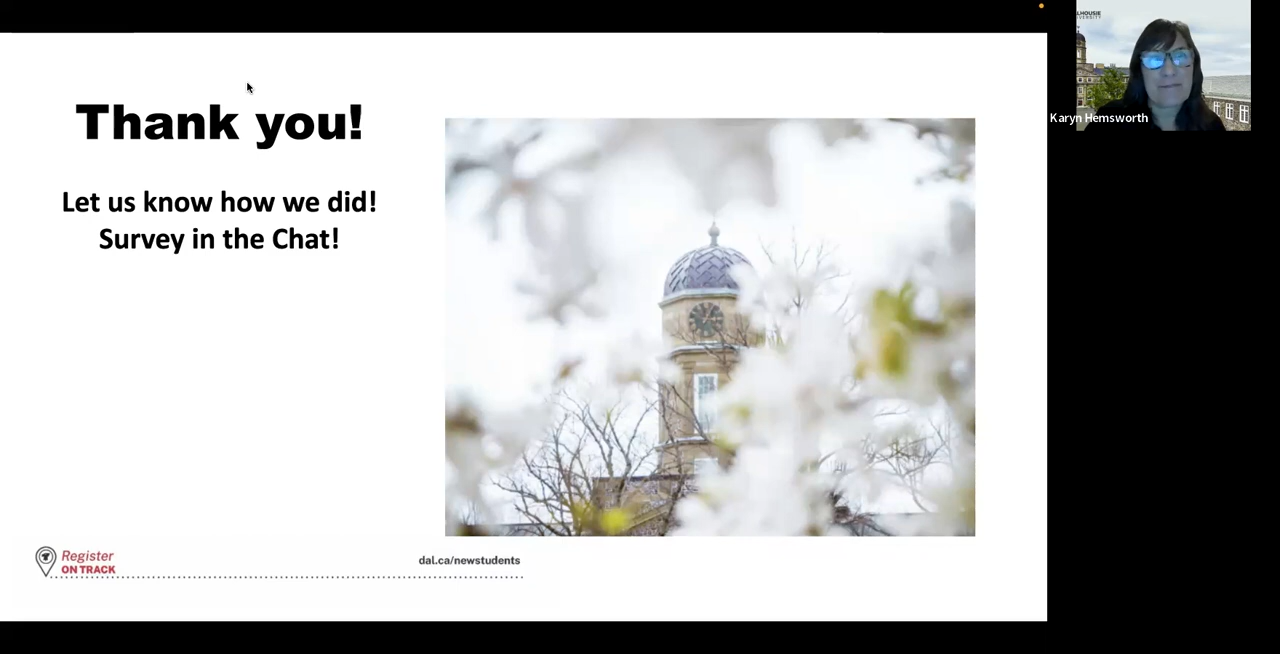 Thank you!
Let us know how we did!
Survey in the Chat!
Register
ON TRACK
dal.ca/newstudents
Karyn Hemsworth